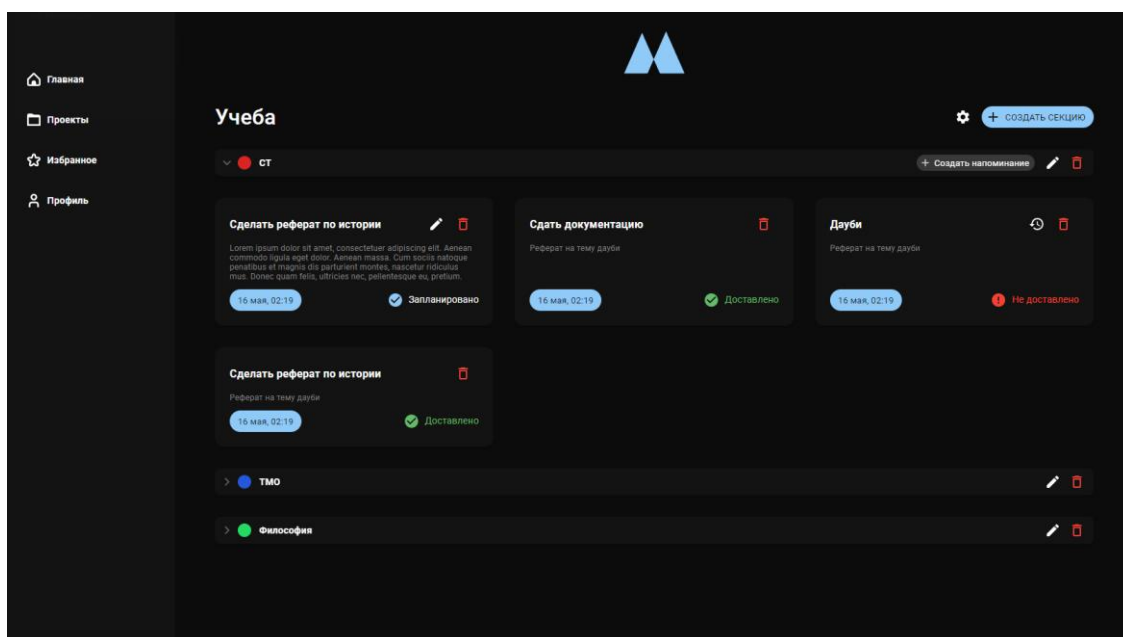 Главная
Проекты
Избранное
Профиль
Учеба
+ СОЗДАТЬ СЕКЦИЮ
СТ
+ Создать напоминание
Сделать реферат по истории
Lorem ipsum dolor sit amet, consectetuer adipiscing elit. Aenean
commodo ligula eget dolor. Aenean massa. Cum sociis natoque
penatibus et magnis dis parturient montes, nascetur ridiculus
mus. Donec quam felis, ultricies nec, pellentesque eu, pretium.
16 мая, 02:19
Запланировано
Сдать документацию
Реферат на тему дауби
16 мая, 02:19
Доставлено
Дауби
Реферат на тему дауби
16 мая, 02:19
Не доставлено
Сделать реферат по истории
Реферат на тему дауби
16 мая, 02:19
Доставлено
ТМО
Философия